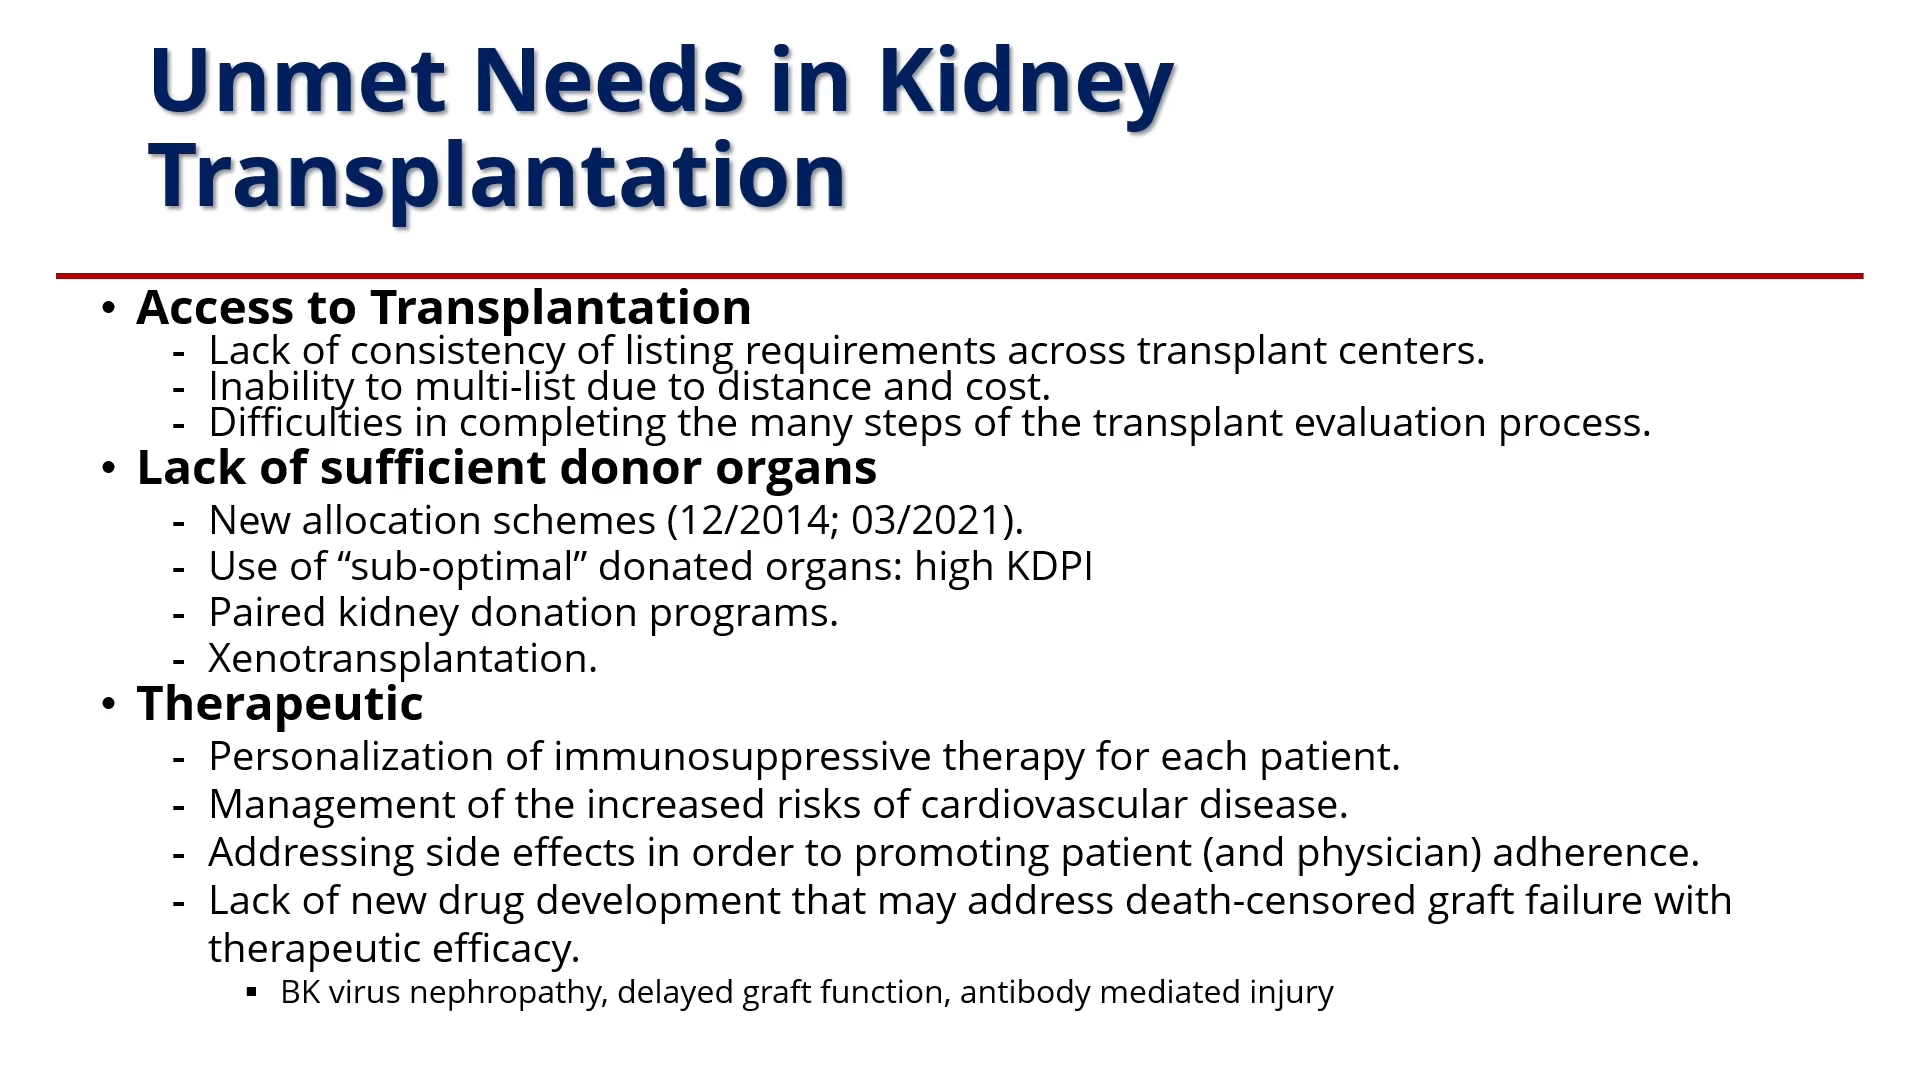 Unmet Needs in Kidney
Transplantation
• Access to Transplantation
- Lack of consistency of listing requirements across transplant centers.
- Inability to multi-list due to distance and cost.
- Difficulties in completing the many steps of the transplant evaluation process.
• Lack of sufficient donor organs
- New allocation schemes (12/2014; 03/2021).
- Use of “sub-optimal” donated organs: high KDPI
- Paired kidney donation programs.
- Xenotransplantation.
• Therapeutic
- Personalization of immunosuppressive therapy for each patient.
- Management of the increased risks of cardiovascular disease.
- Addressing side effects in order to promoting patient (and physician) adherence.
- Lack of new drug development that may address death-censored graft failure with
therapeutic efficacy.
▪ BK virus nephropathy, delayed graft function, antibody mediated injury